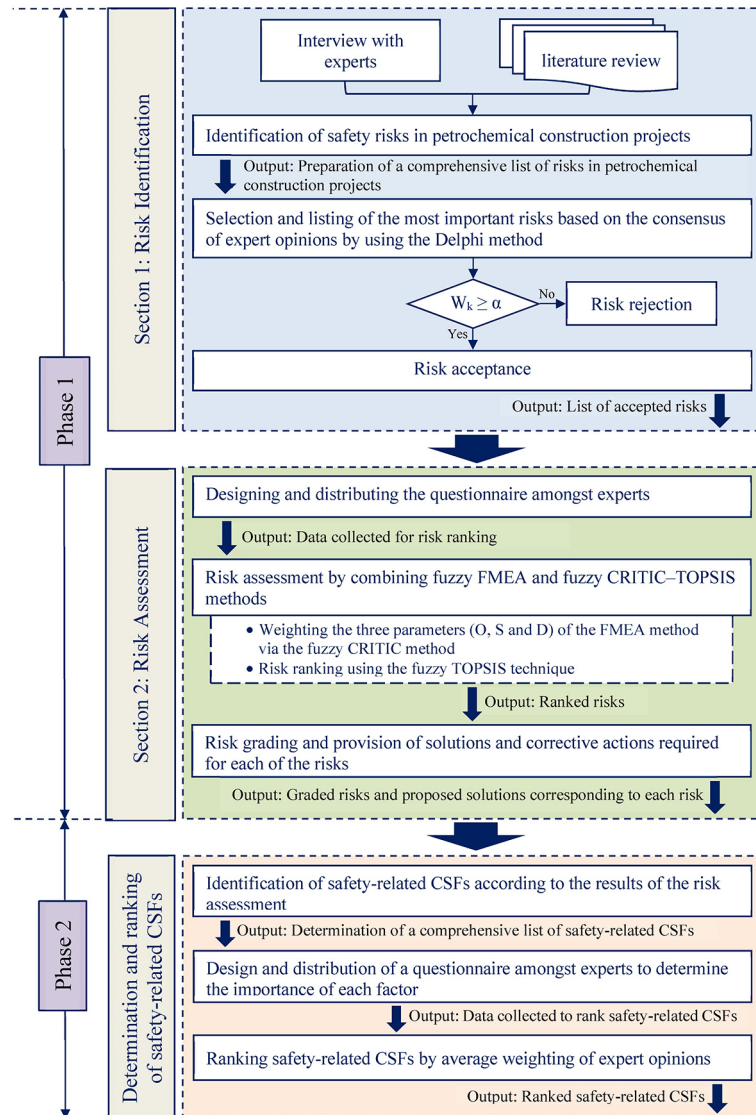 Phase 1
Section 1: Risk Identification
Interview with
experts
literature review
Identification of safety risks in petrochemical construction projects
Output: Preparation of a comprehensive list of risks in petrochemical
construction projects
Selection and listing of the most important risks based on the consensus
of expert opinions by using the Delphi method
Wk ≥ α
No
Risk rejection
Yes
Risk acceptance
Output: List of accepted risks
Section 2: Risk Assessment
Designing and distributing the questionnaire amongst experts
Output: Data collected for risk ranking
Risk assessment by combining fuzzy FMEA and fuzzy CRITIC–TOPSIS
methods
• Weighting the three parameters (O, S and D) of the FMEA method
via the fuzzy CRITIC method
• Risk ranking using the fuzzy TOPSIS technique
Output: Ranked risks
Risk grading and provision of solutions and corrective actions required
for each of the risks
Output: Graded risks and proposed solutions corresponding to each risk
Phase 2
Determination and ranking
of safety-related CSFs
Identification of safety-related CSFs according to the results of the risk
assessment
Output: Determination of a comprehensive list of safety-related CSFs
Design and distribution of a questionnaire amongst experts to determine
the importance of each factor
Output: Data collected to rank safety-related CSFs
Ranking safety-related CSFs by average weighting of expert opinions
Output: Ranked safety-related CSFs